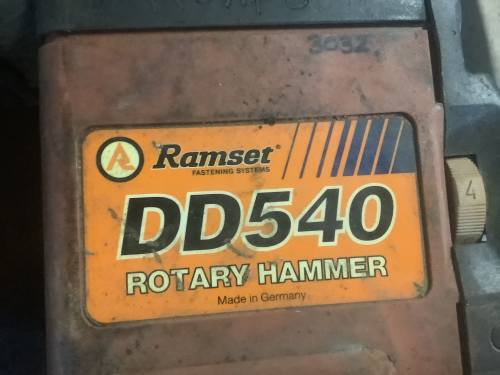 3032
Ramset
FASTENING SYSTEMS
DD540
4
ROTARY HAMMER
Made in Germany